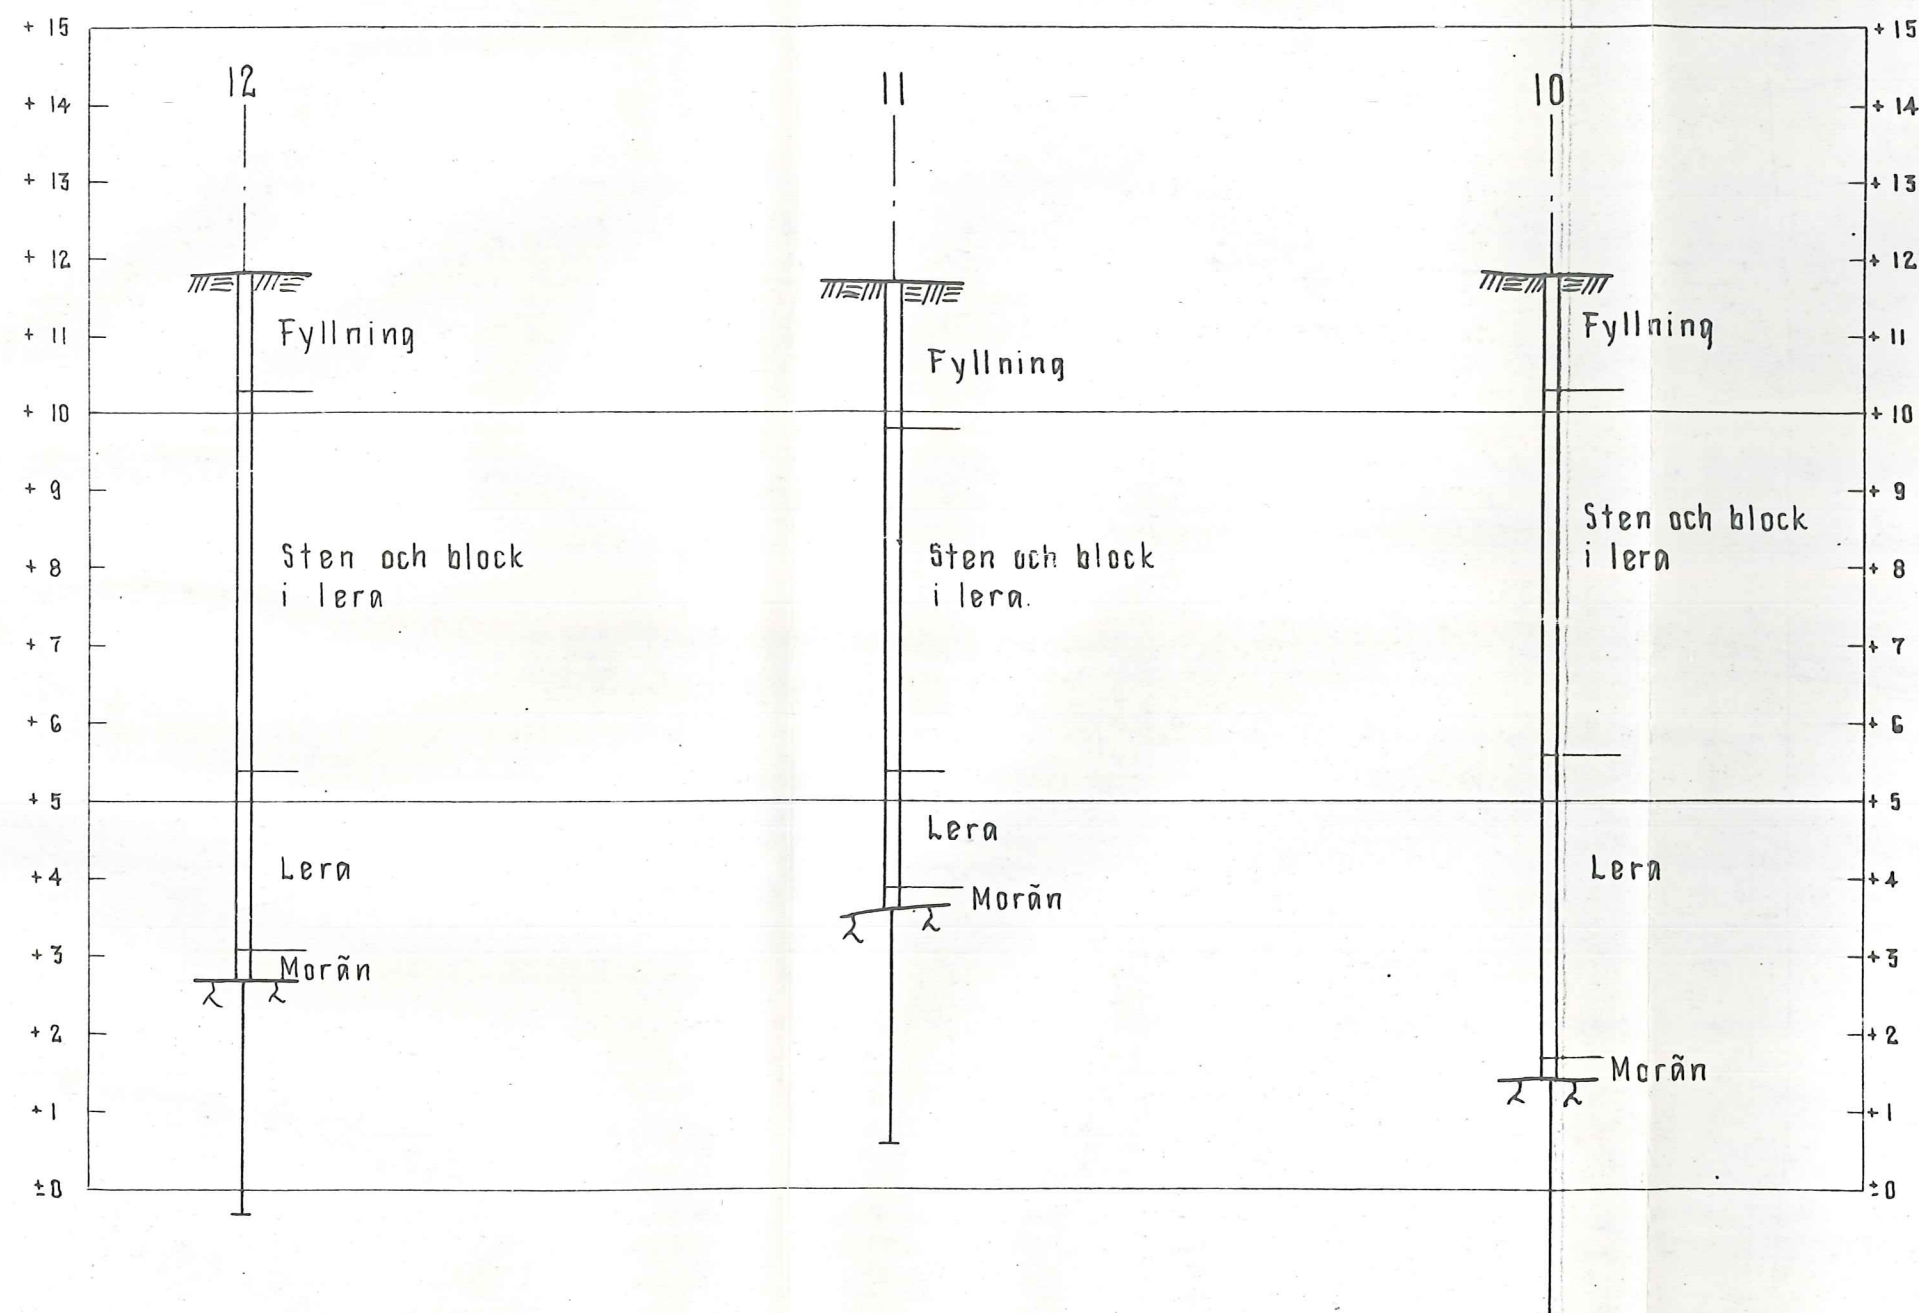 + 15
+ 14
+ 13
+ 12
+ 11
+ 10
+ 9
+ 8
+ 7
+ 6
+ 5
+ 4
+ 3
+ 2
+ 1
± 0
12
Fyllning
Sten och block
i lera
Lera
Morän
11
Fyllning
Sten och block
i lera.
Lera
Morän
10
Fyllning
Sten och block
i lera
Lera
Morän
+ 15
+ 14
+ 13
+ 12
+ 11
+ 10
+ 9
+ 8
+ 7
+ 6
+ 5
+ 4
+ 3
+ 2
+ 1
± 0